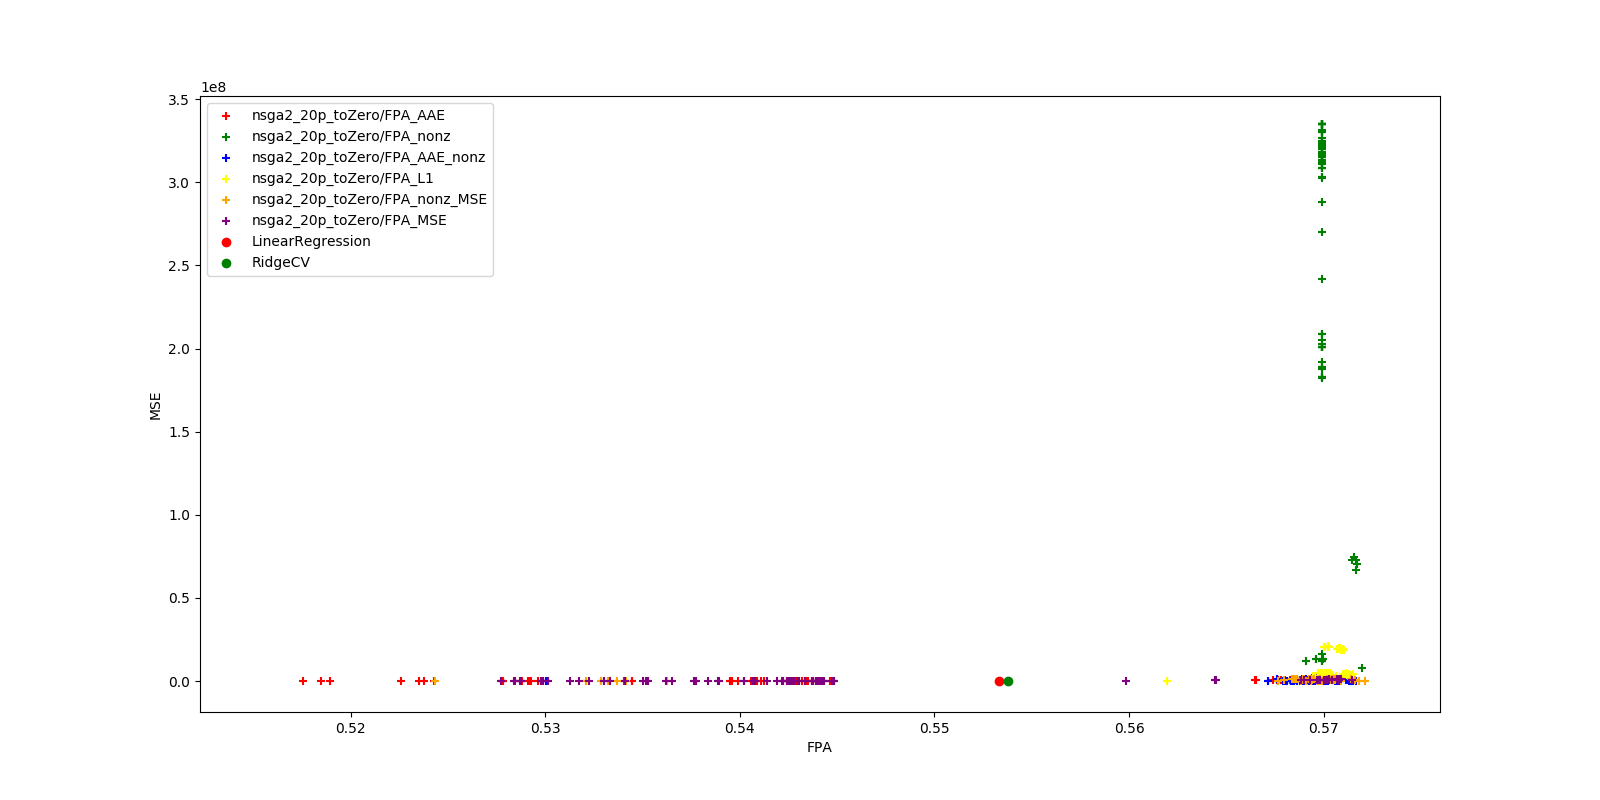 1e8
3.5
3.0
2.5
2.0
1.5
1.0
0.5
0.0
MSE
nsga2_20p_toZero/FPA_AAE
nsga2_20p_toZero/FPA_nonz
nsga2_20p_toZero/FPA_AAE_nonz
nsga2_20p_toZero/FPA_L1
nsga2_20p_toZero/FPA_nonz_MSE
nsga2_20p_toZero/FPA_MSE
LinearRegression
RidgeCV
0.52 0.53 0.54 0.55 0.56 0.57
FPA